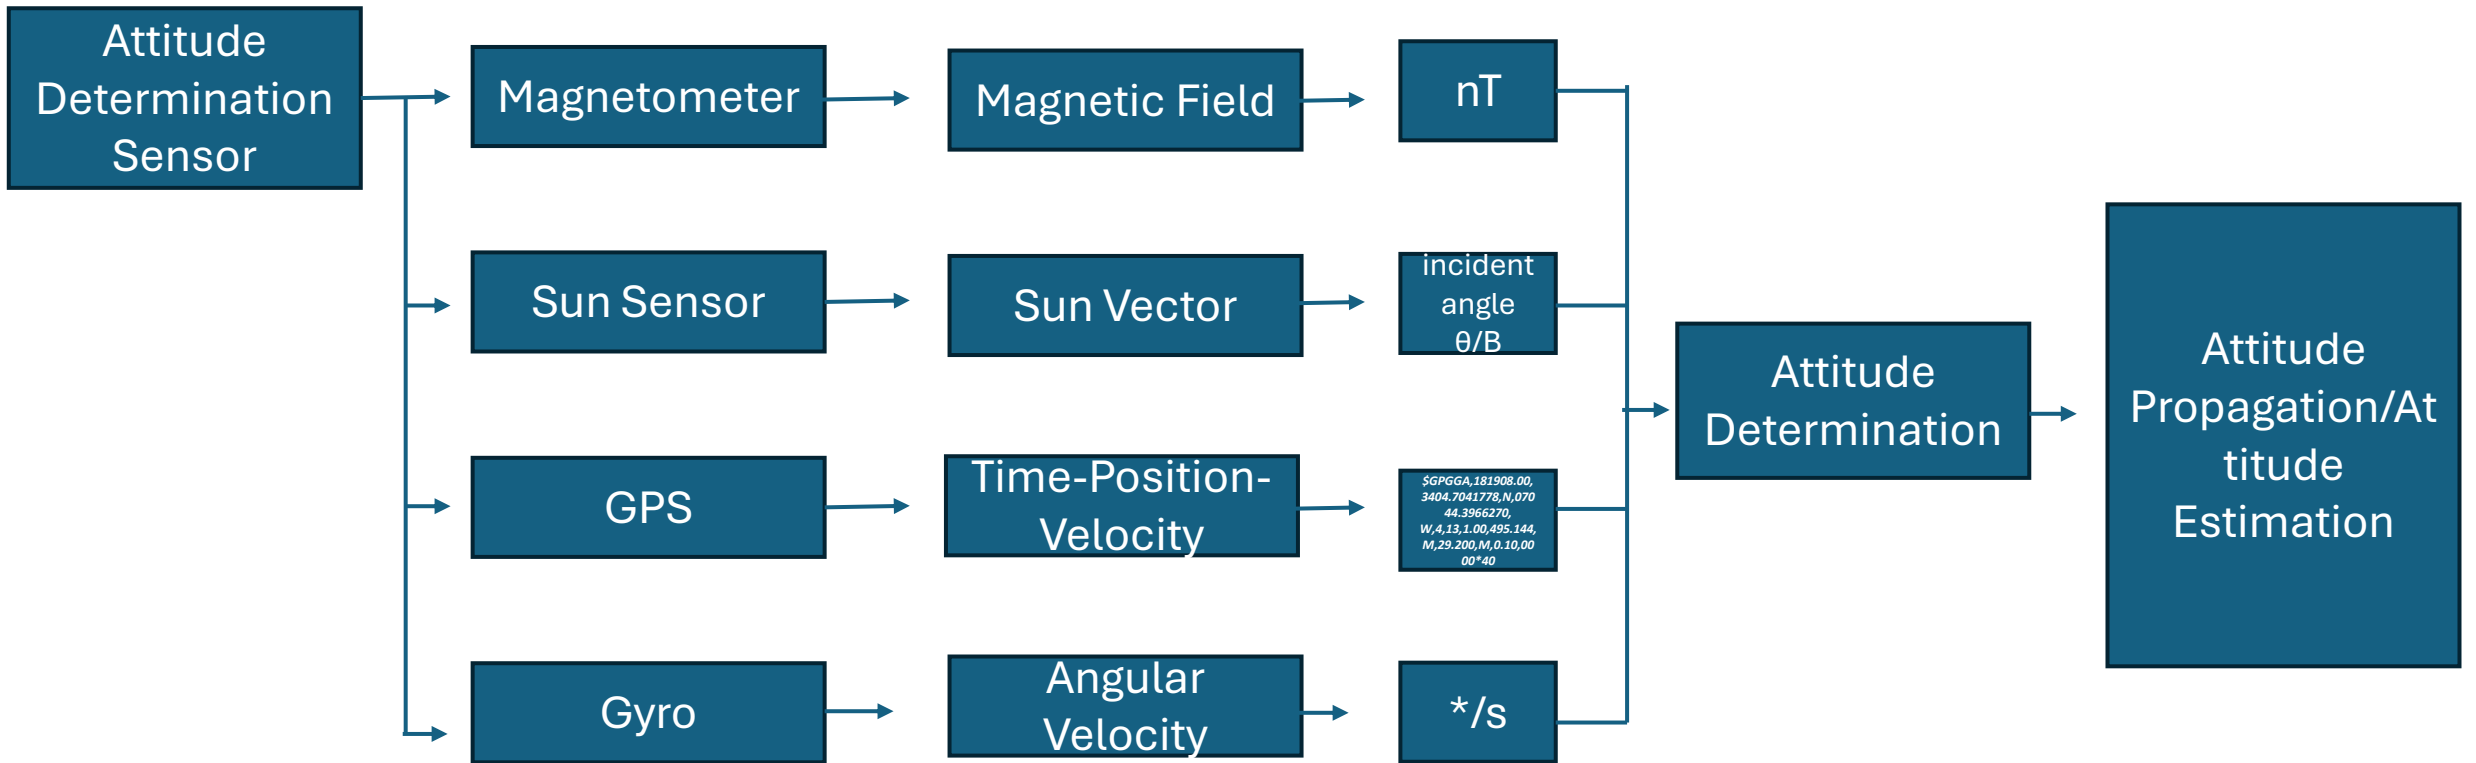 Attitude
Determination
Sensor
Magnetometer
Magnetic Field
nT
Sun Sensor
Sun Vector
incident
angle
θ/B
GPS
Time-Position-
Velocity
$GPGGA,181908.00,
3404.7041778,N,070
44.3966270,
W,4,13,1.00,495.144,
M,29.200,M,0.10,00
00*40
Gyro
Angular
Velocity
*/s
Attitude
Determination
Attitude
Propagation/At
titude
Estimation